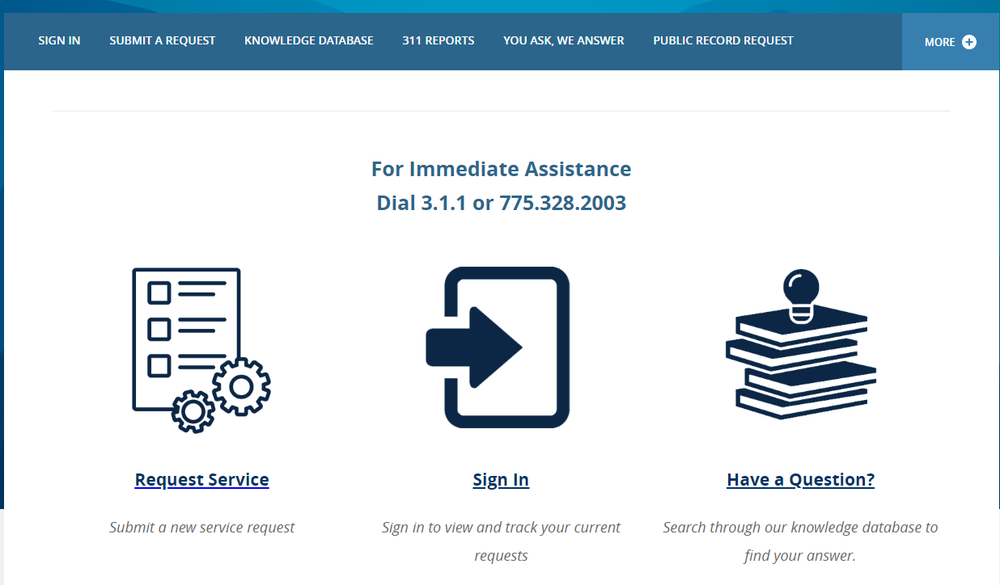 SIGN IN SUBMIT A REQUEST KNOWLEDGE DATABASE 311 REPORTS YOU ASK, WE ANSWER PUBLIC RECORD REQUEST MORE
For Immediate Assistance
Dial 3.1.1 or 775.328.2003
Request Service
Submit a new service request
Sign In
Sign in to view and track your current
requests
Have a Question?
Search through our knowledge database to
find your answer.